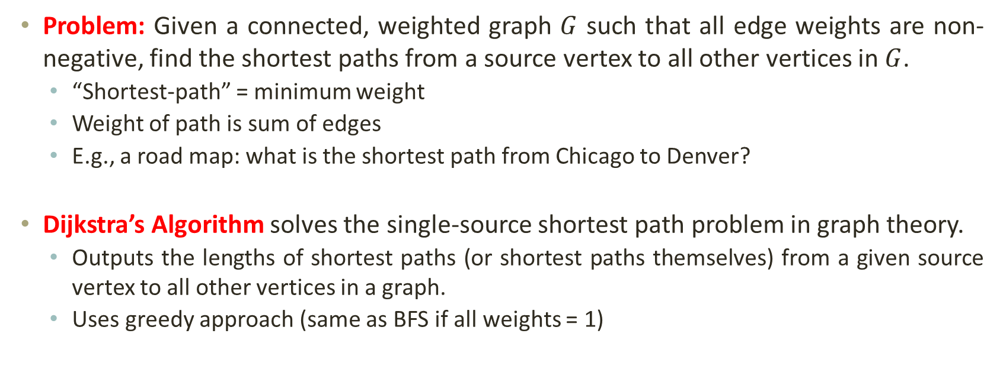 • Problem: Given a connected, weighted graph G such that all edge weights are non-
negative, find the shortest paths from a source vertex to all other vertices in G.
• “Shortest-path” = minimum weight
• Weight of path is sum of edges
• E.g., a road map: what is the shortest path from Chicago to Denver?
• Dijkstra’s Algorithm solves the single-source shortest path problem in graph theory.
• Outputs the lengths of shortest paths (or shortest paths themselves) from a given source
vertex to all other vertices in a graph.
• Uses greedy approach (same as BFS if all weights = 1)